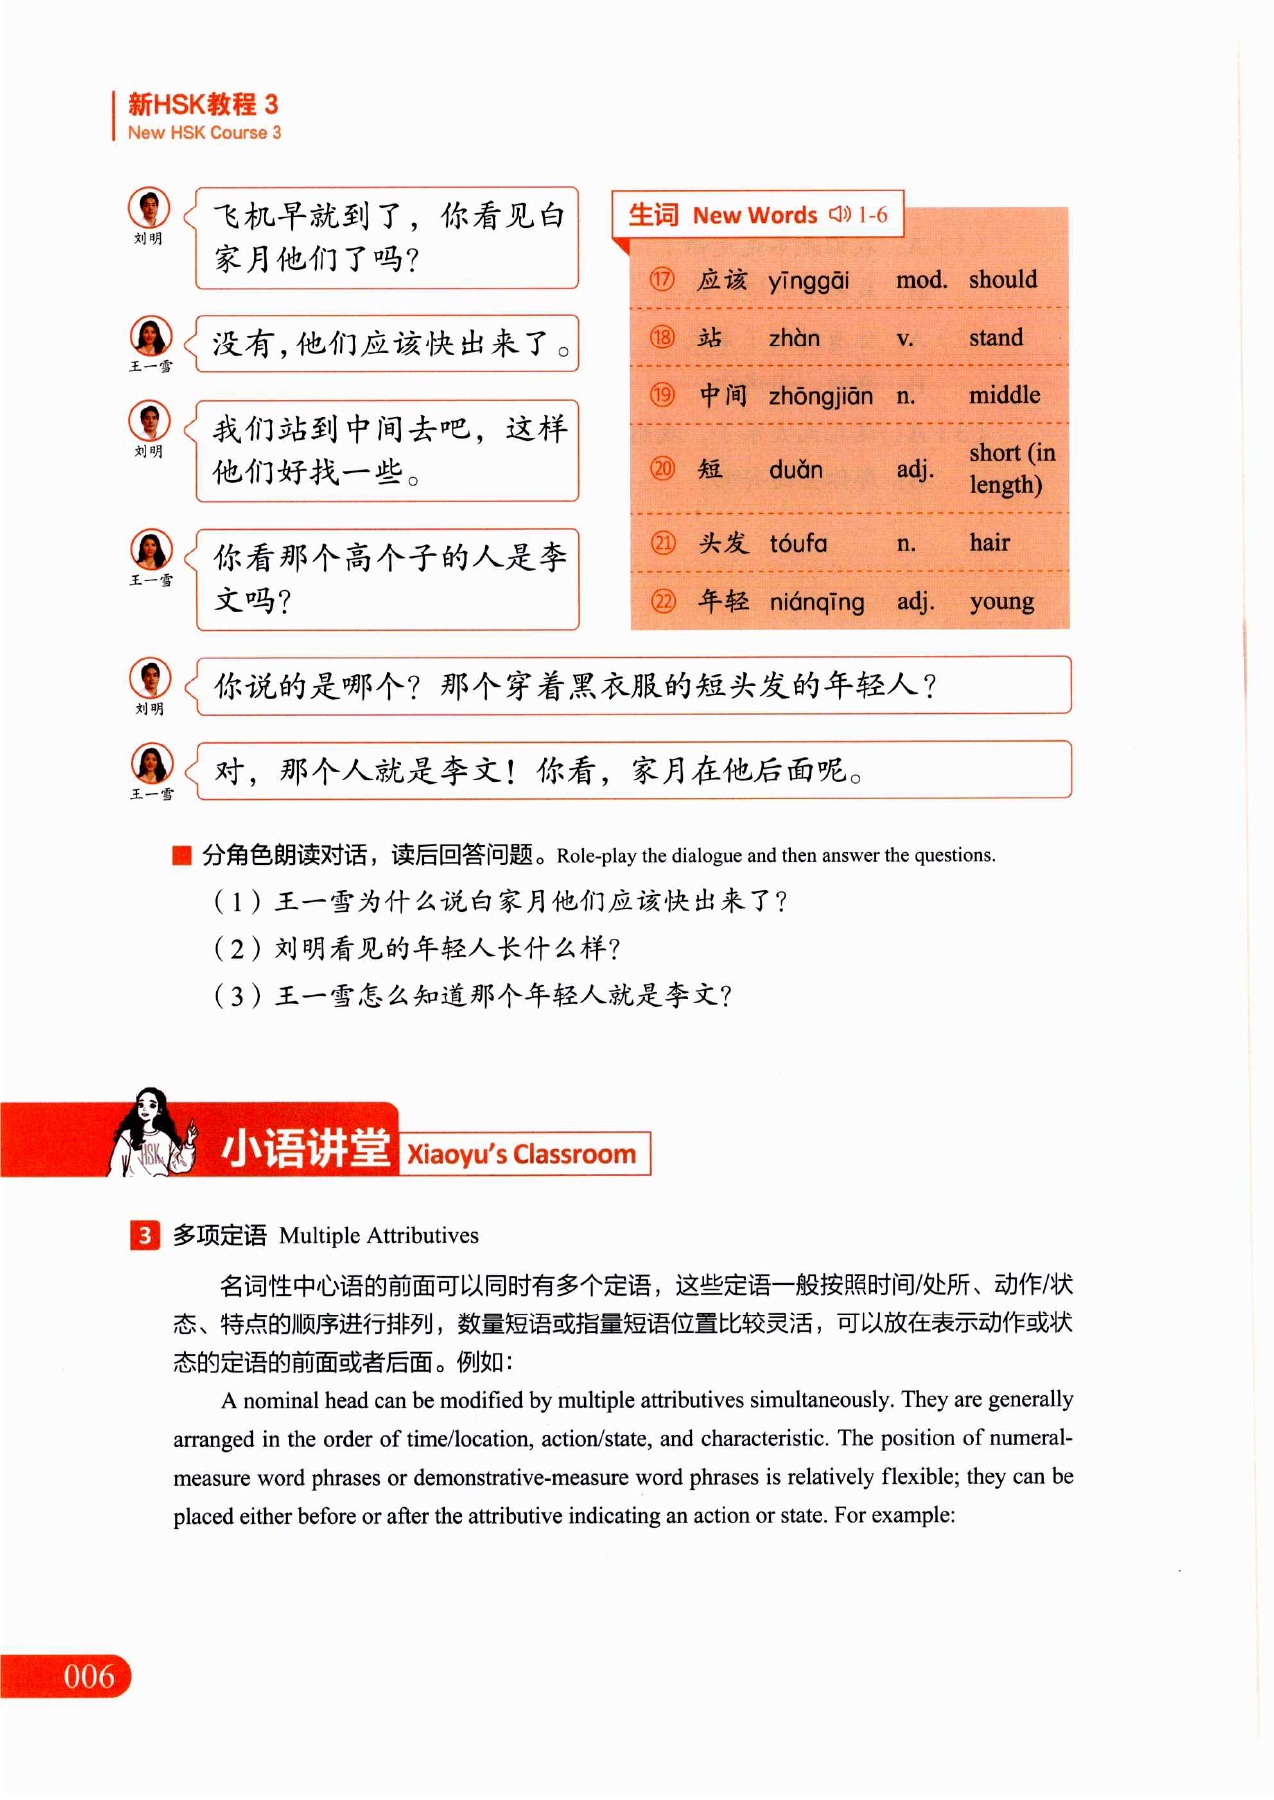 新HSK教程 3
New HSK Course 3
刘明
飞机早就到了，你看见白
家月他们了吗？
王一雪
没有，他们应该快出来了。
刘明
我们站到中间去吧，这样
他们好找一些。
王一雪
你看那个高个子的人是李
文吗？
生词 New Words 1-6
⑰ 应该 yīnggāi mod. should
⑱ 站 zhàn v. stand
⑲ 中间 zhōngjiān n. middle
⑳ 短 duǎn adj. short (in
length)
㉑ 头发 tóufa n. hair
㉒ 年轻 niánqīng adj. young
刘明
你说的是哪个？那个穿着黑衣服的短头发的年轻人？
王一雪
对，那个人就是李文！你看，家月在他后面呢。
分角色朗读对话，读后回答问题。Role-play the dialogue and then answer the questions.
（1）王一雪为什么说白家月他们应该快出来了？
（2）刘明看见的年轻人长什么样？
（3）王一雪怎么知道那个年轻人就是李文？
HSK
小语讲堂 Xiaoyu's Classroom
3 多项定语 Multiple Attributives
名词性中心语的前面可以同时有多个定语，这些定语一般按照时间/处所、动作/状
态、特点的顺序进行排列，数量短语或指量短语位置比较灵活，可以放在表示动作或状
态的定语的前面或者后面。例如：
A nominal head can be modified by multiple attributives simultaneously. They are generally
arranged in the order of time/location, action/state, and characteristic. The position of numeral-
measure word phrases or demonstrative-measure word phrases is relatively flexible; they can be
placed either before or after the attributive indicating an action or state. For example:
006